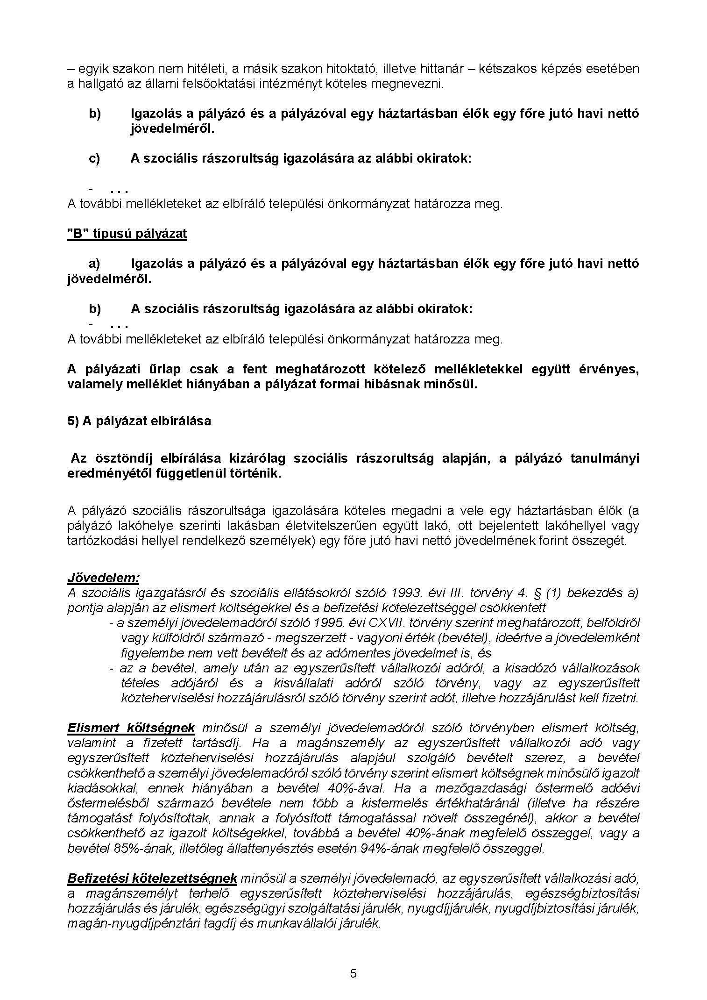 – egyik szakon nem hitéleti, a másik szakon hitoktató, illetve hittanár – kétszakos képzés esetében
a hallgató az állami felsőoktatási intézményt köteles megnevezni.
b) Igazolás a pályázó és a pályázóval egy háztartásban élők egy főre jutó havi nettó
jövedelméről.
c) A szociális rászorultság igazolására az alábbi okiratok:
- . . .
A további mellékleteket az elbíráló települési önkormányzat határozza meg.
"B" típusú pályázat
a) Igazolás a pályázó és a pályázóval egy háztartásban élők egy főre jutó havi nettó
jövedelméről.
b) A szociális rászorultság igazolására az alábbi okiratok:
- . . .
A további mellékleteket az elbíráló települési önkormányzat határozza meg.
A pályázati űrlap csak a fent meghatározott kötelező mellékletekkel együtt érvényes,
valamely melléklet hiányában a pályázat formai hibásnak minősül.
5) A pályázat elbírálása
Az ösztöndíj elbírálása kizárólag szociális rászorultság alapján, a pályázó tanulmányi
eredményétől függetlenül történik.
A pályázó szociális rászorultsága igazolására köteles megadni a vele egy háztartásban élők (a
pályázó lakóhelye szerinti lakásban életvitelszerűen együtt lakó, ott bejelentett lakóhellyel vagy
tartózkodási hellyel rendelkező személyek) egy főre jutó havi nettó jövedelmének forint összegét.
Jövedelem:
A szociális igazgatásról és szociális ellátásokról szóló 1993. évi III. törvény 4. § (1) bekezdés a)
pontja alapján az elismert költségekkel és a befizetési kötelezettséggel csökkentett
- a személyi jövedelemadóról szóló 1995. évi CXVII. törvény szerint meghatározott, belföldről
vagy külföldről származó - megszerzett - vagyoni érték (bevétel), ideértve a jövedelemként
figyelembe nem vett bevételt és az adómentes jövedelmet is, és
- az a bevétel, amely után az egyszerűsített vállalkozói adóról, a kisadózó vállalkozások
tételes adójáról és a kisvállalati adóról szóló törvény, vagy az egyszerűsített
közteherviselési hozzájárulásról szóló törvény szerint adót, illetve hozzájárulást kell fizetni.
Elismert költségnek minősül a személyi jövedelemadóról szóló törvényben elismert költség,
valamint a fizetett tartásdíj. Ha a magánszemély az egyszerűsített vállalkozói adó vagy
egyszerűsített közteherviselési hozzájárulás alapjául szolgáló bevételt szerez, a bevétel
csökkenthető a személyi jövedelemadóról szóló törvény szerint elismert költségnek minősülő igazolt
kiadásokkal, ennek hiányában a bevétel 40%-ával. Ha a mezőgazdasági őstermelő adóévi
őstermelésből származó bevétele nem több a kistermelés értékhatáránál (illetve ha részére
támogatást folyósítottak, annak a folyósított támogatással növelt összegénél), akkor a bevétel
csökkenthető az igazolt költségekkel, továbbá a bevétel 40%-ának megfelelő összeggel, vagy a
bevétel 85%-ának, illetőleg állattenyésztés esetén 94%-ának megfelelő összeggel.
Befizetési kötelezettségnek minősül a személyi jövedelemadó, az egyszerűsített vállalkozási adó,
a magánszemélyt terhelő egyszerűsített közteherviselési hozzájárulás, egészségbiztosítási
hozzájárulás és járulék, egészségügyi szolgáltatási járulék, nyugdíjjárulék, nyugdíjbiztosítási járulék,
magán-nyugdíjpénztári tagdíj és munkavállalói járulék.
5